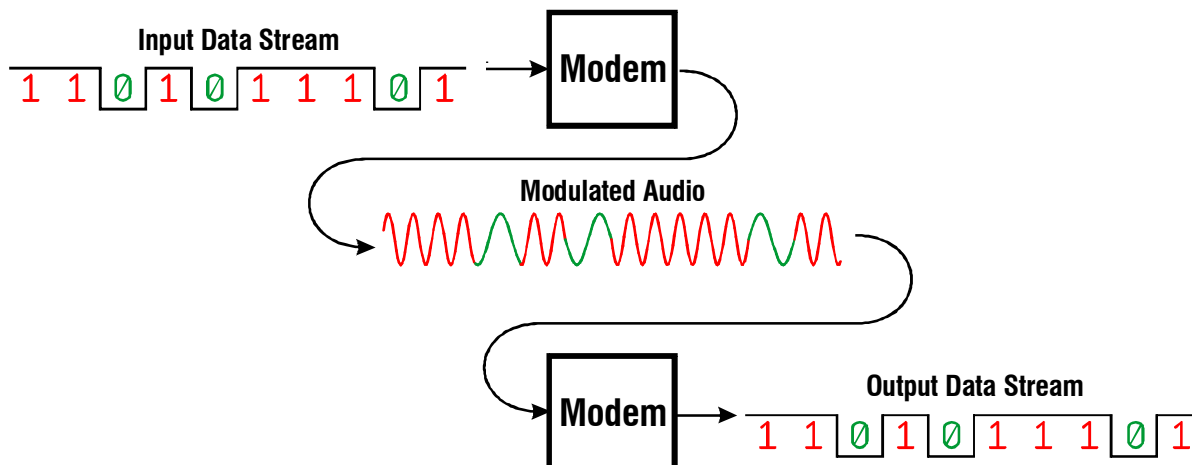 Input Data Stream
1 1 0 1 0 1 1 1 0 1
Modem
Modulated Audio
Modem
Output Data Stream
1 1 0 1 0 1 1 1 0 1